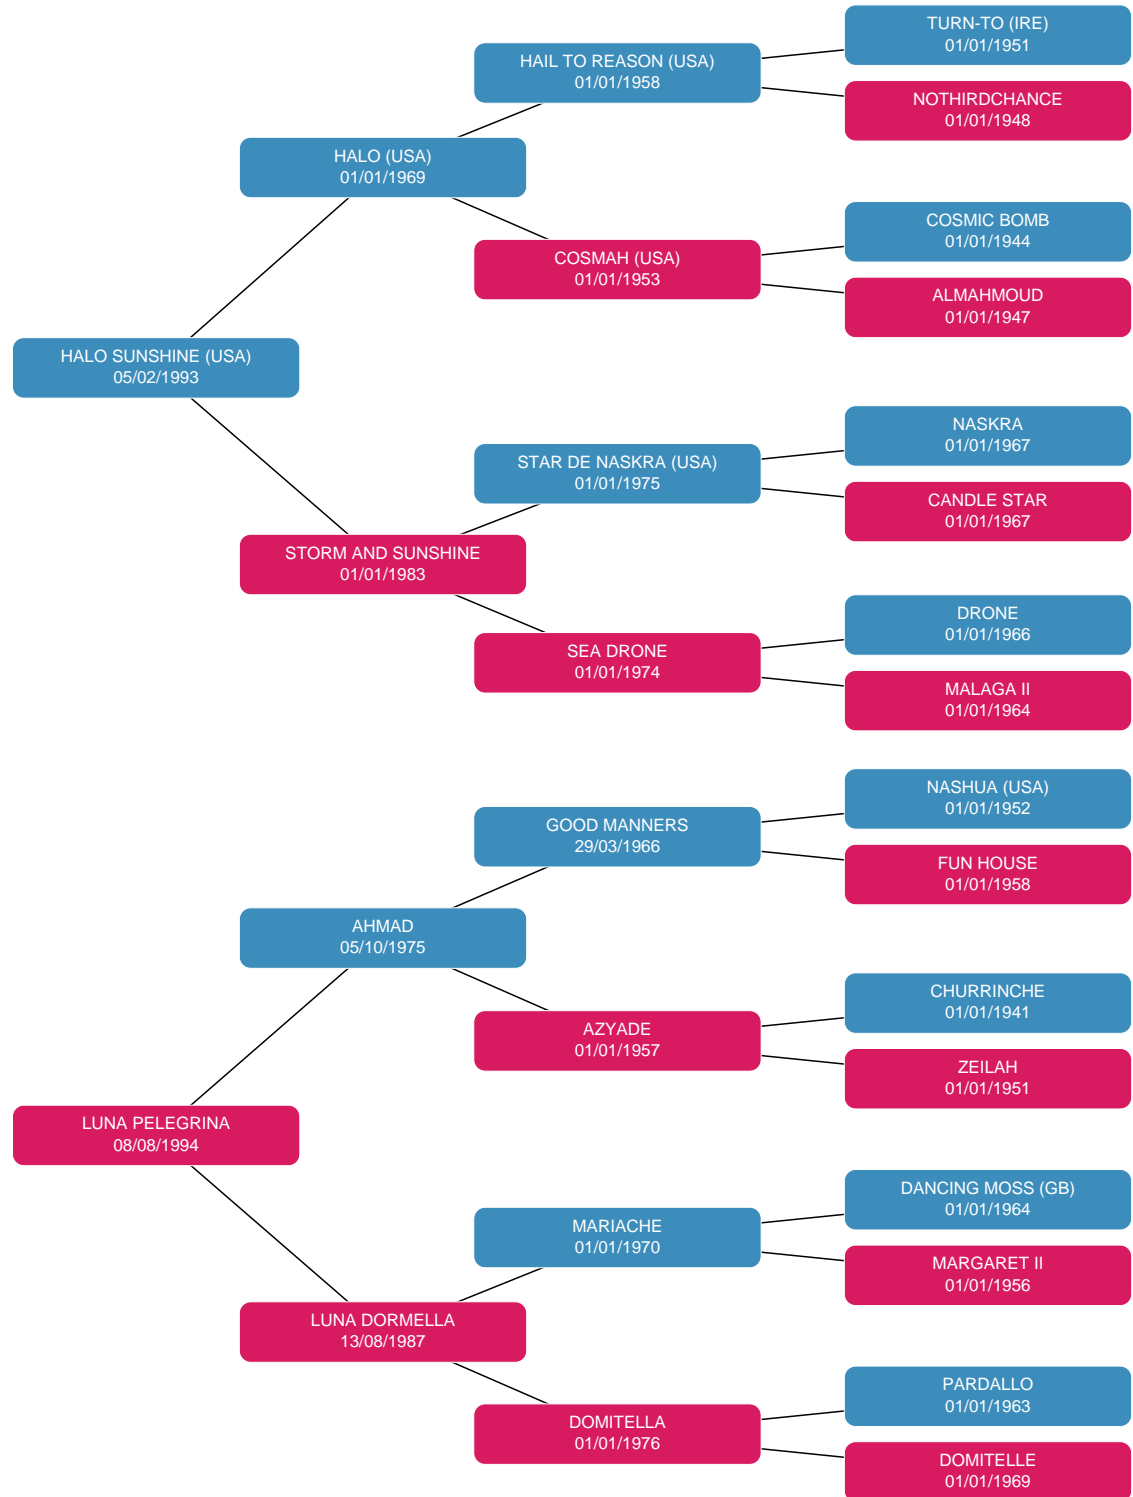 TURN-TO (IRE)
01/01/1951
HAIL TO REASON (USA)
01/01/1958
NOTHIRDCHANCE
01/01/1948
HALO (USA)
01/01/1969
COSMIC BOMB
01/01/1944
COSMAH (USA)
01/01/1953
ALMAHMOUD
01/01/1947
HALO SUNSHINE (USA)
05/02/1993
NASKRA
01/01/1967
STAR DE NASKRA (USA)
01/01/1975
CANDLE STAR
01/01/1967
STORM AND SUNSHINE
01/01/1983
DRONE
01/01/1966
SEA DRONE
01/01/1974
MALAGA II
01/01/1964
NASHUA (USA)
01/01/1952
GOOD MANNERS
29/03/1966
FUN HOUSE
01/01/1958
AHMAD
05/10/1975
CHURRINCHE
01/01/1941
AZYADE
01/01/1957
ZEILAH
01/01/1951
LUNA PELEGRINA
08/08/1994
DANCING MOSS (GB)
01/01/1964
MARIACHE
01/01/1970
MARGARET II
01/01/1956
LUNA DORMELLA
13/08/1987
PARDALLO
01/01/1963
DOMITELLA
01/01/1976
DOMITELLE
01/01/1969